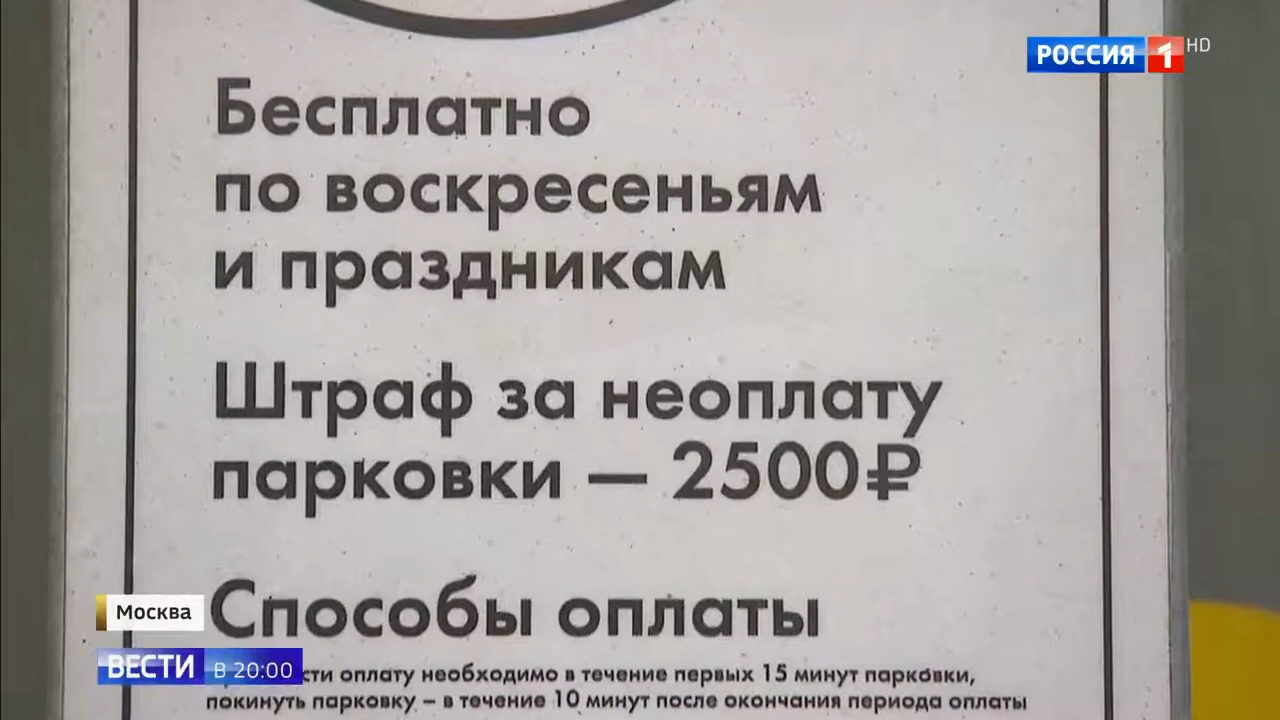 РОССИЯ 1 HD
Бесплатно
по воскресеньям
и праздникам
Штраф за неоплату
парковки — 2500₽
Способы оплаты
Москва
ВЕСТИ В 20:00
оплату необходимо в течение первых 15 минут парковки,
покинуть парковку – в течение 10 минут после окончания периода оплаты